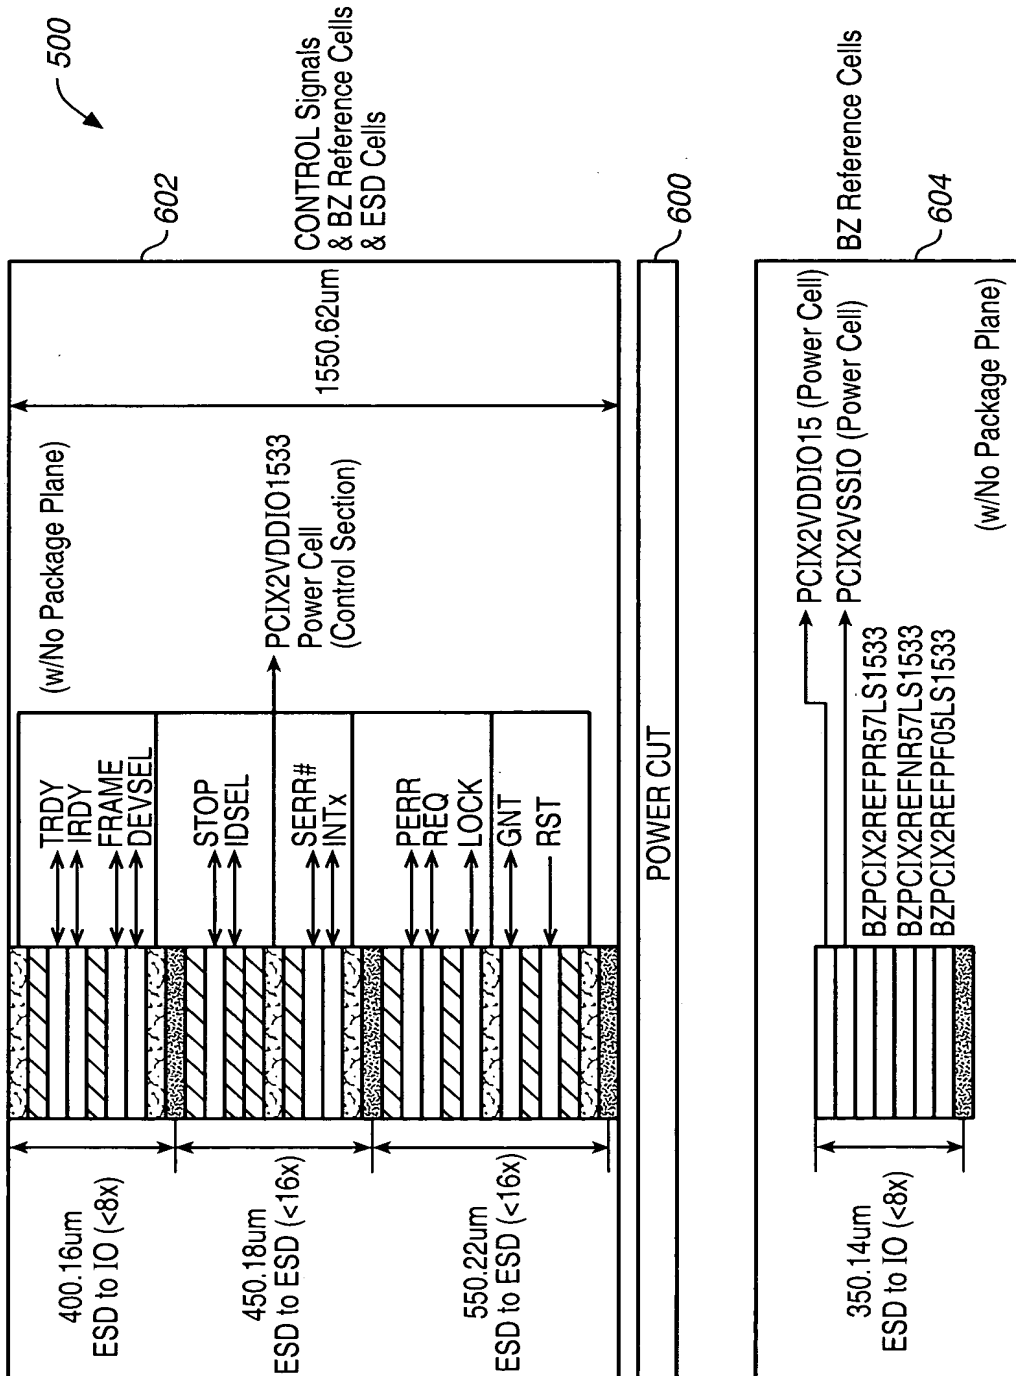 500
602
CONTROL Signals
& BZ Reference Cells
& ESD Cells
1550.62um
(w/No Package Plane)
PCIX2VDDIO1533
Power Cell
(Control Section)
TRDY
IRDY
FRAME
DEVSEL
STOP
IDSEL
SERR#
INTx
PERR
REQ
LOCK
GNT
RST
400.16um
ESD to IO (<8x)
450.18um
ESD to ESD (<16x)
550.22um
ESD to ESD (<16x)
600
POWER CUT
BZ Reference Cells
604
PCIX2VDDIO15 (Power Cell)
PCIX2VSSIO (Power Cell)
BZPCIX2REFPR57LS1533
BZPCIX2REFNR57LS1533
BZPCIX2REFPF05LS1533
(w/No Package Plane)
350.14um
ESD to IO (<8x)